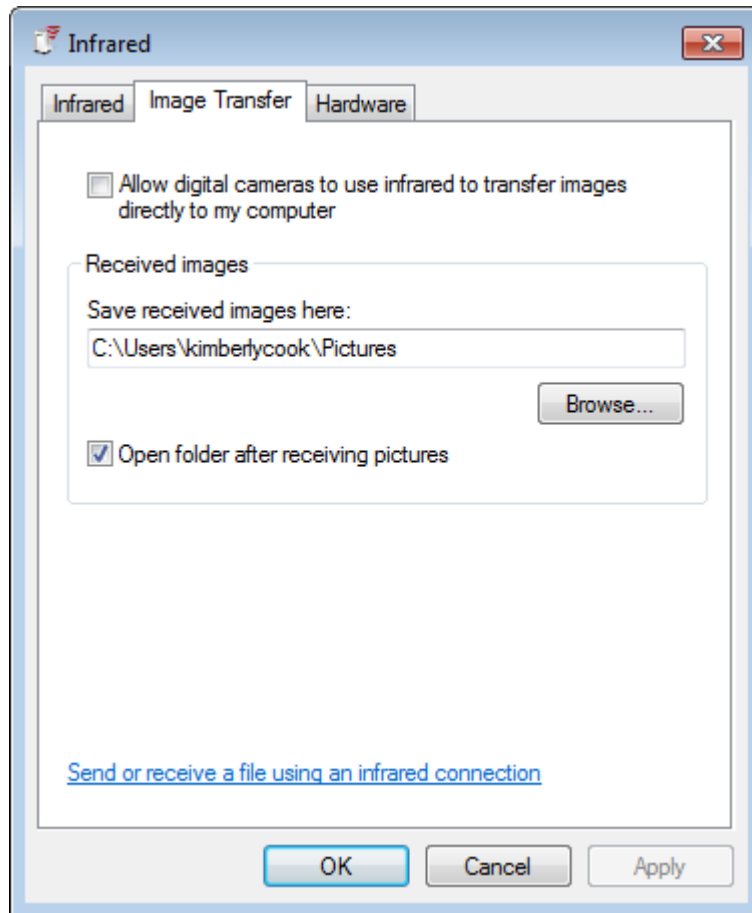 Infrared
Infrared Image Transfer Hardware
Allow digital cameras to use infrared to transfer images
directly to my computer
Received images
Save received images here:
C:\Users\kimberlycook\Pictures
Browse...
Open folder after receiving pictures
Send or receive a file using an infrared connection
OK Cancel Apply